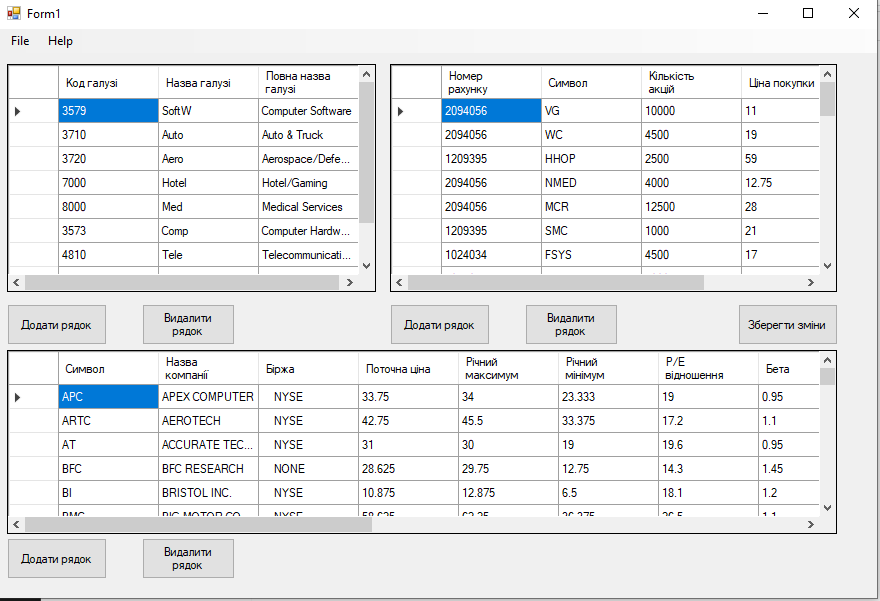 Form1
File Help
Код галузі Назва галузі Повна назва галузі
3579 SoftW Computer Software
3710 Auto Auto & Truck
3720 Aero Aerospace/Defe...
7000 Hotel Hotel/Gaming
8000 Med Medical Services
3573 Comp Computer Hardw...
4810 Tele Telecommunicati...
Номер рахунку Символ Кількість акцій Ціна покупки
2094056 VG 10000 11
2094056 WC 4500 19
1209395 HHOP 2500 59
2094056 NMED 4000 12.75
2094056 MCR 12500 28
1209395 SMC 1000 21
1024034 FSYS 4500 17
Додати рядок Видалити рядок Додати рядок Видалити рядок Зберегти зміни
Символ Назва компанії Біржа Поточна ціна Річний максимум Річний мінімум P/E відношення Бета
APC APEX COMPUTER NYSE 33.75 34 23.333 19 0.95
ARTC AEROTECH NYSE 42.75 45.5 33.375 17.2 1.1
AT ACCURATE TEC... NYSE 31 30 19 19.6 0.95
BFC BFC RESEARCH NONE 28.625 29.75 12.75 14.3 1.45
BI BRISTOL INC. NYSE 10.875 12.875 6.5 18.1 1.2
Додати рядок Видалити рядок